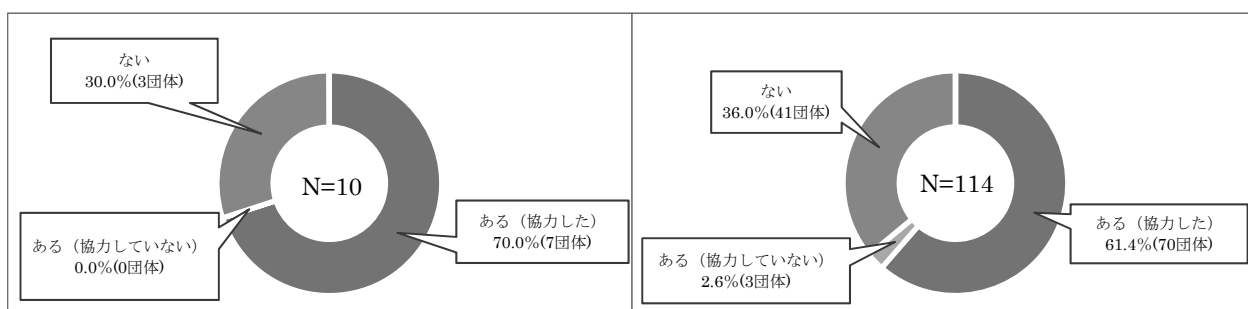 ない
30.0%(3団体)
N=10
ある（協力した）
70.0%(7団体)
ある（協力していない）
0.0%(0団体)
ない
36.0%(41団体)
N=114
ある（協力した）
61.4%(70団体)
ある（協力していない）
2.6%(3団体)